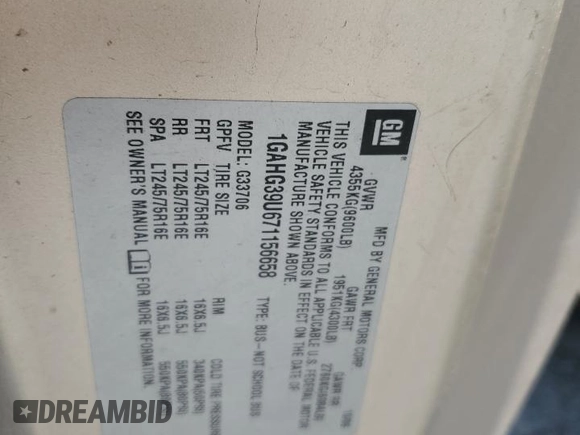 GM
MFD BY GENERAL MOTORS CORP
GVWR GAWR FRT GAWR RR
4355KG(9600LB) 1951KG(4300LB)
THIS VEHICLE CONFORMS TO ALL APPLICABLE U.S. FEDERAL MOTOR
VEHICLE SAFETY STANDARDS IN EFFECT ON THE DATE OF
MANUFACTURE SHOWN ABOVE.
1GAHG39U671156658 TYPE: BUS-NOT SCHOOL BUS
MODEL: G33706
GPFV TIRE SIZE RIM COLD TIRE PRESSURE
FRT LT245/75R16E 16X6.5J
RR LT245/75R16E 16X6.5J
SPA LT245/75R16E 16X6.5J
SEE OWNER'S MANUAL FOR MORE INFORMATION.
DREAMBID